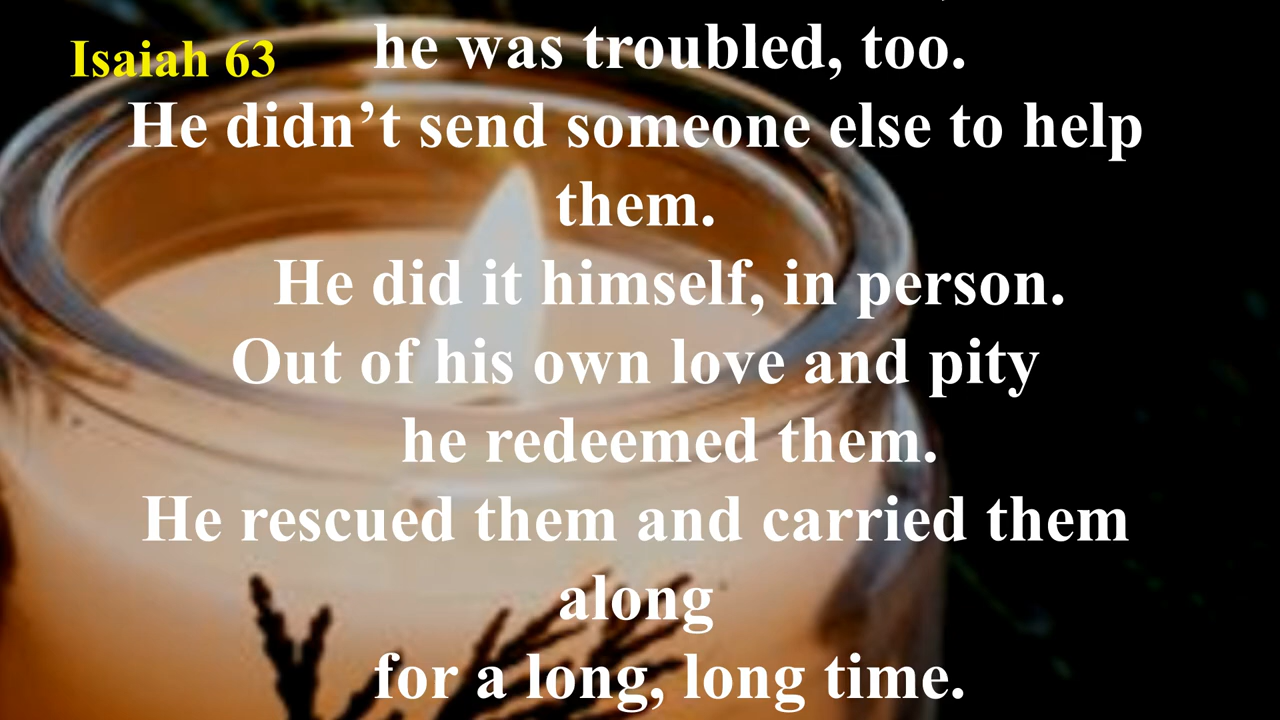 Isaiah 63
he was troubled, too.
He didn’t send someone else to help
them.
He did it himself, in person.
Out of his own love and pity
he redeemed them.
He rescued them and carried them
along
for a long, long time.